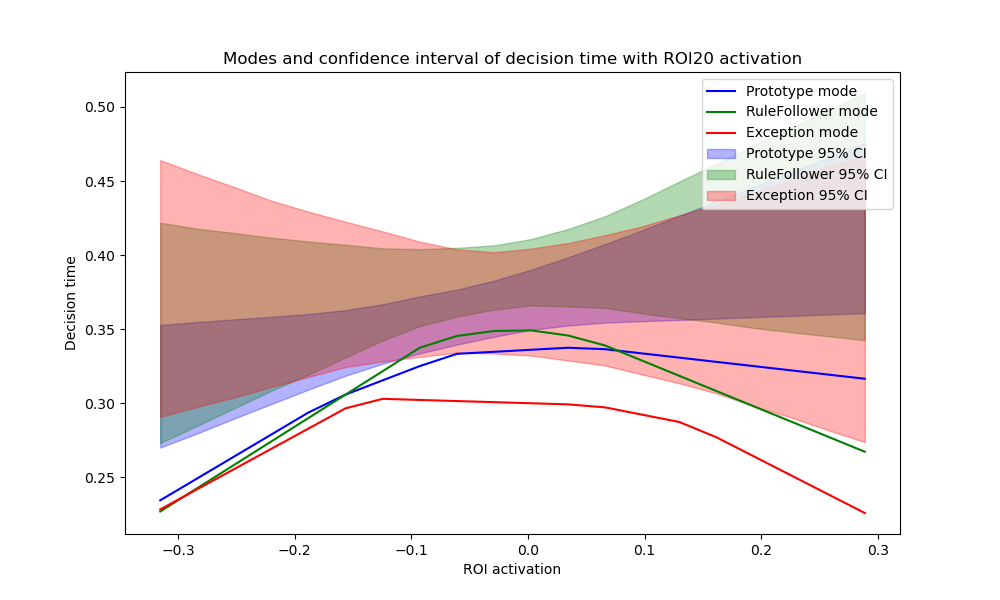 Modes and confidence interval of decision time with ROI20 activation
Prototype mode
RuleFollower mode
Exception mode
Prototype 95% CI
RuleFollower 95% CI
Exception 95% CI
Decision time
0.50
0.45
0.40
0.35
0.30
0.25
−0.3
−0.2
−0.1
0.0
0.1
0.2
0.3
ROI activation